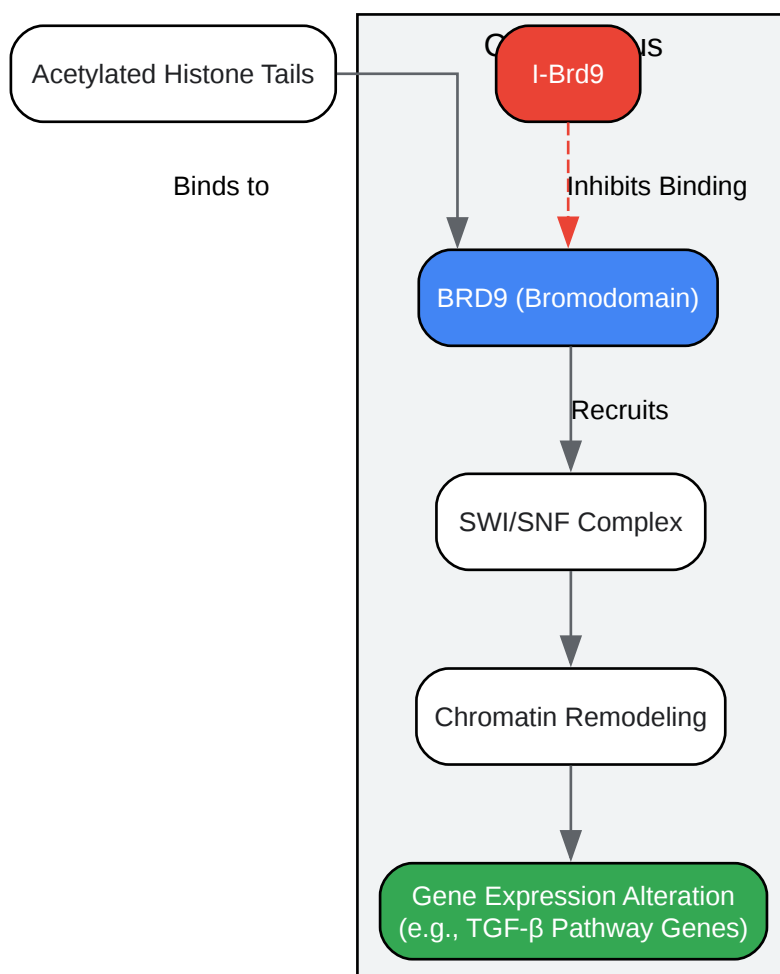 Acetylated Histone Tails
I-Brd9
Binds to
Inhibits Binding
BRD9 (Bromodomain)
Recruits
SWI/SNF Complex
Chromatin Remodeling
Gene Expression Alteration
(e.g., TGF-β Pathway Genes)